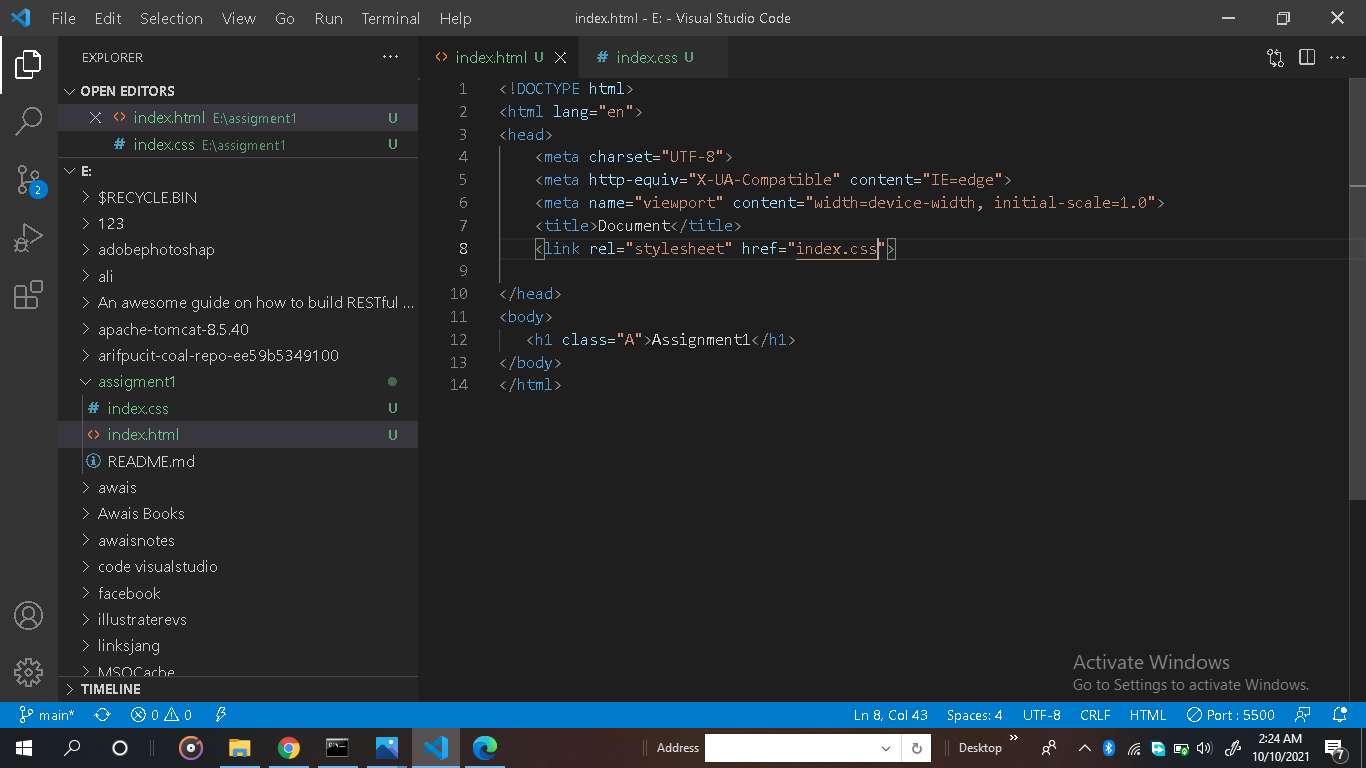 File Edit Selection View Go Run Terminal Help index.html - E: - Visual Studio Code
EXPLORER
index.html U
# index.css U
OPEN EDITORS
index.html E:\assigment1 U
# index.css E:\assigment1 U
E:
$RECYCLE.BIN
123
adobephotoshap
ali
An awesome guide on how to build RESTful ...
apache-tomcat-8.5.40
arifpucit-coal-repo-ee59b5349100
assigment1
# index.css U
index.html U
README.md
awais
Awais Books
awaisnotes
code visualstudio
facebook
illustraterevs
linksjang
MSOCache
TIMELINE
2
1 <!DOCTYPE html>
2 <html lang="en">
3 <head>
4 <meta charset="UTF-8">
5 <meta http-equiv="X-UA-Compatible" content="IE=edge">
6 <meta name="viewport" content="width=device-width, initial-scale=1.0">
7 <title>Document</title>
8 <link rel="stylesheet" href="index.css">
9
10 </head>
11 <body>
12 <h1 class="A">Assignment1</h1>
13 </body>
14 </html>
Activate Windows
Go to Settings to activate Windows.
main* 0 0 Ln 8, Col 43 Spaces: 4 UTF-8 CRLF HTML Port : 5500
Address Desktop 2:24 AM
10/10/2021
7